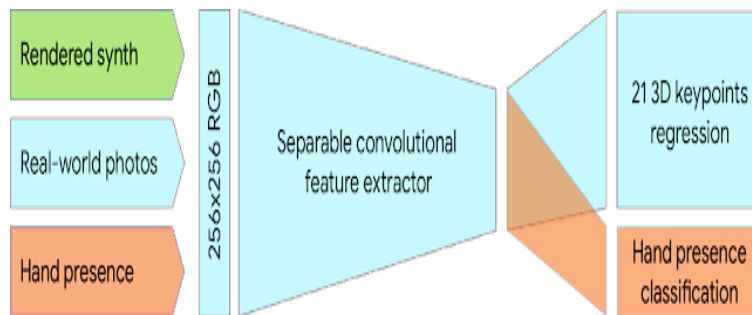 Rendered synth
Real-world photos
Hand presence
256x256 RGB
Separable convolutional
feature extractor
21 3D keypoints
regression
Hand presence
classification